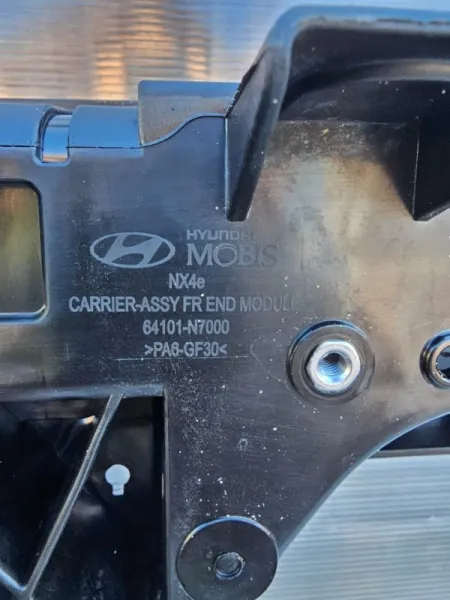 HYUNDAI
MOBIS
NX4e
CARRIER-ASSY FR END MODULE
64101-N7000
>PA6-GF30<